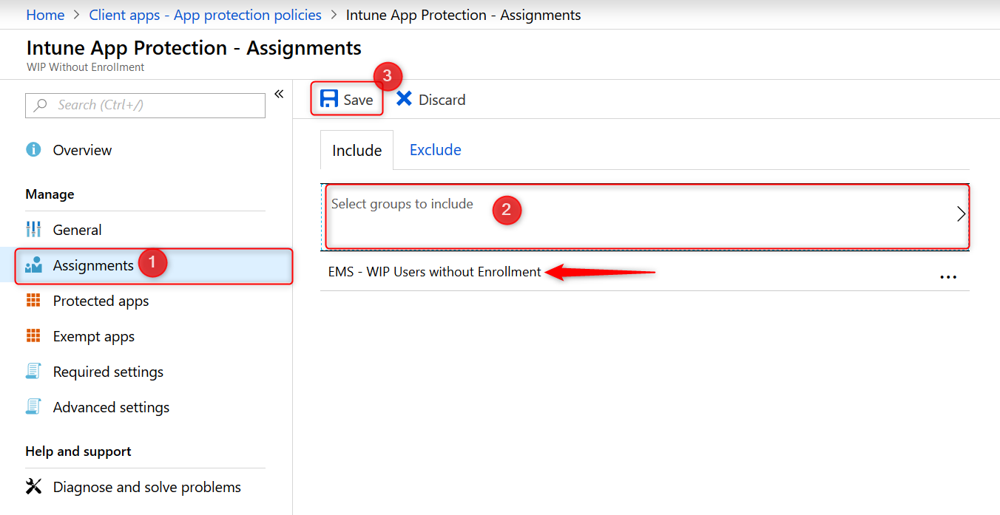 Home > Client apps - App protection policies > Intune App Protection - Assignments
Intune App Protection - Assignments
WIP Without Enrollment
Search (Ctrl+/)
Overview
Manage
General
Assignments 1
Protected apps
Exempt apps
Required settings
Advanced settings
Help and support
Diagnose and solve problems
3
Save Discard
Include Exclude
Select groups to include 2
EMS - WIP Users without Enrollment